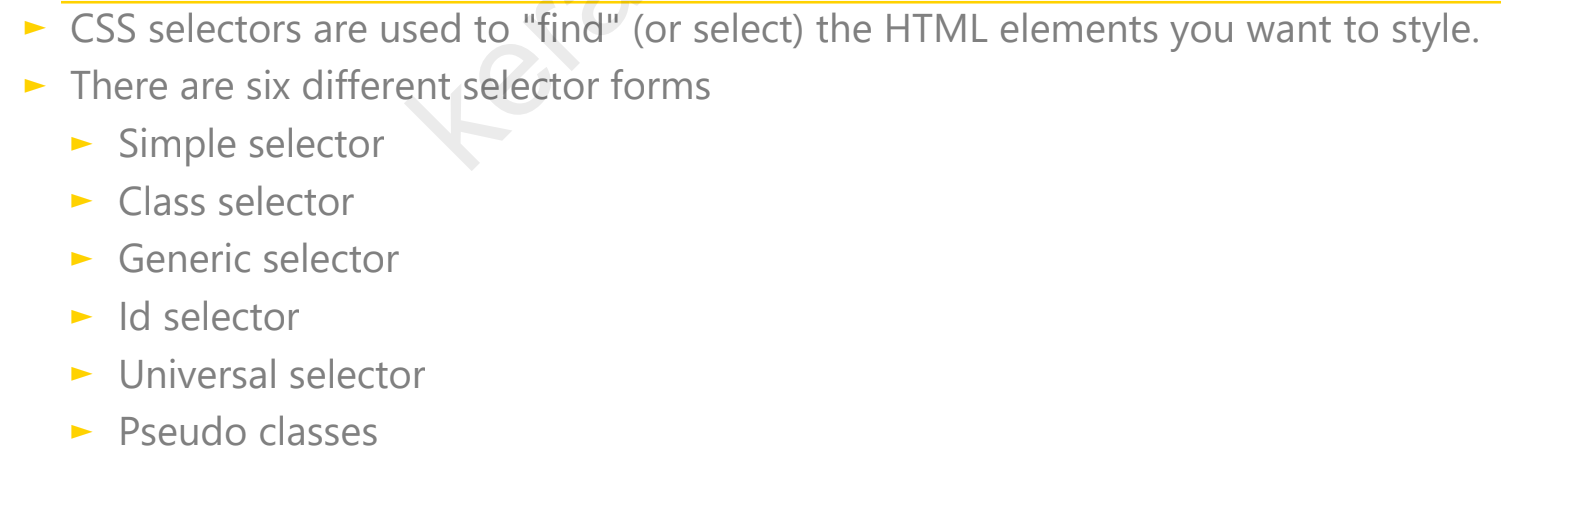 ► CSS selectors are used to "find" (or select) the HTML elements you want to style.
► There are six different selector forms
► Simple selector
► Class selector
► Generic selector
► Id selector
► Universal selector
► Pseudo classes